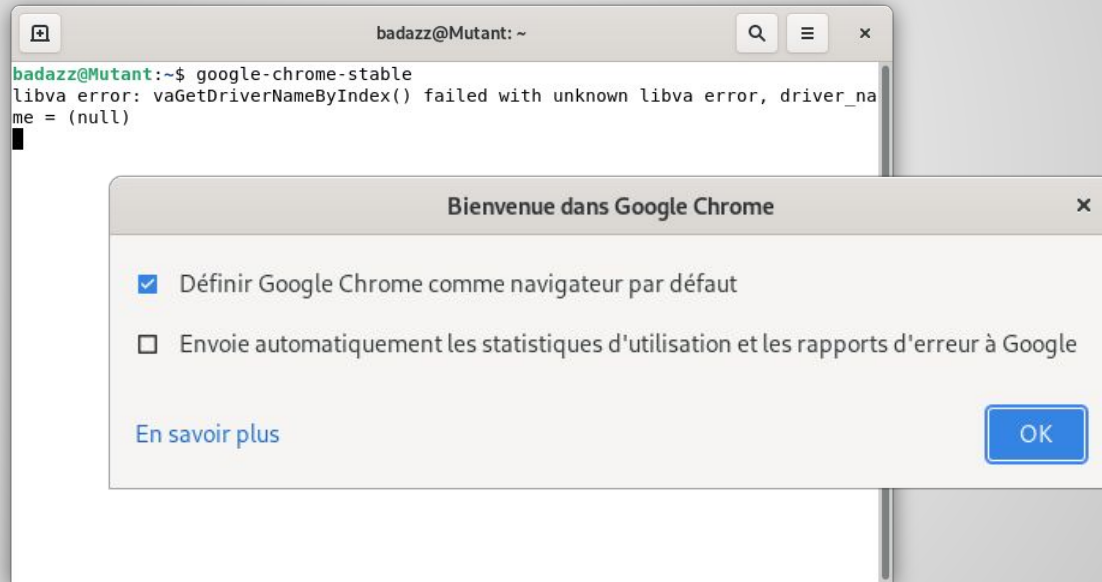 badazz@Mutant: ~
badazz@Mutant:~$ google-chrome-stable
libva error: vaGetDriverNameByIndex() failed with unknown libva error, driver_na
me = (null)
Bienvenue dans Google Chrome
Définir Google Chrome comme navigateur par défaut
Envoie automatiquement les statistiques d'utilisation et les rapports d'erreur à Google
En savoir plus
OK